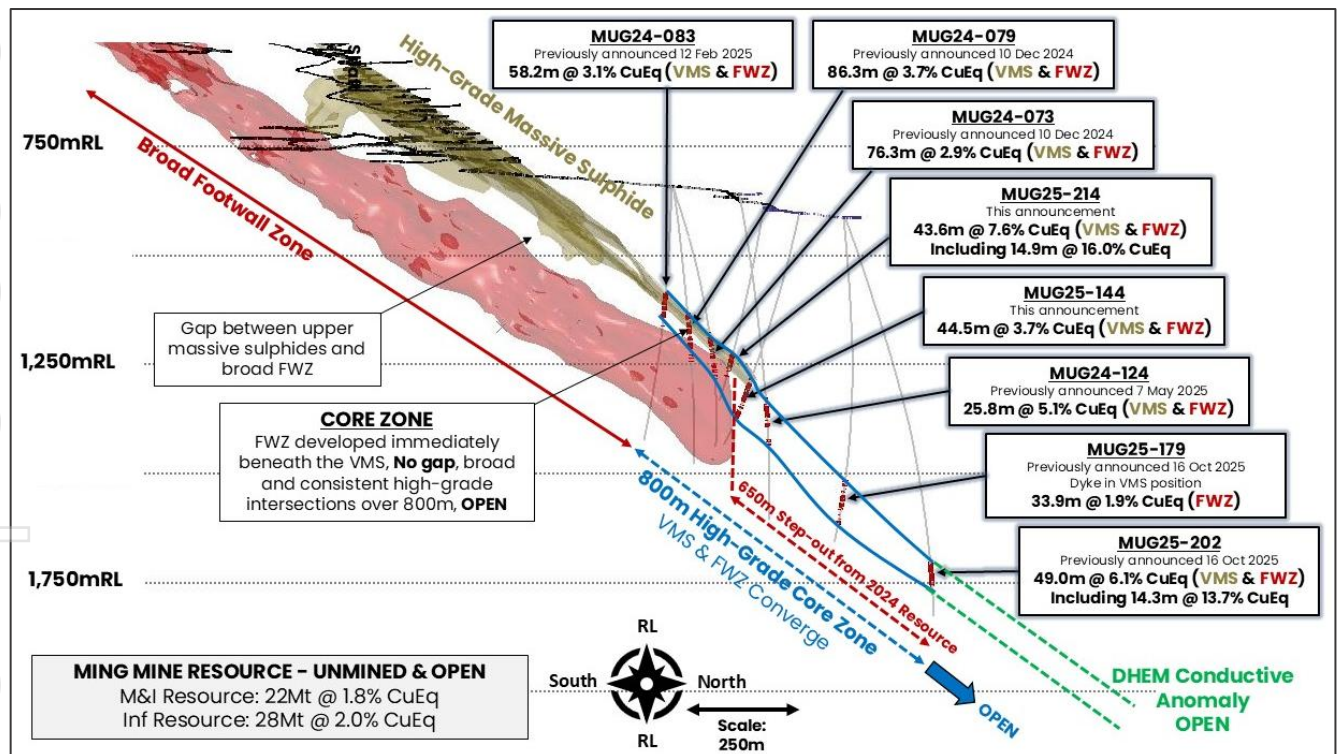 MUG24-083
Previously announced 12 Feb 2025
58.2m @ 3.1% CuEq (VMS & FWZ)
MUG24-079
Previously announced 10 Dec 2024
86.3m @ 3.7% CuEq (VMS & FWZ)
MUG24-073
Previously announced 10 Dec 2024
76.3m @ 2.9% CuEq (VMS & FWZ)
MUG25-214
This announcement
43.6m @ 7.6% CuEq (VMS & FWZ)
Including 14.9m @ 16.0% CuEq
MUG25-144
This announcement
44.5m @ 3.7% CuEq (VMS & FWZ)
MUG24-124
Previously announced 7 May 2025
25.8m @ 5.1% CuEq (VMS & FWZ)
MUG25-179
Previously announced 16 Oct 2025
Dyke in VMS position
33.9m @ 1.9% CuEq (FWZ)
MUG25-202
Previously announced 16 Oct 2025
49.0m @ 6.1% CuEq (VMS & FWZ)
Including 14.3m @ 13.7% CuEq
High-Grade Massive Sulphide
Broad Footwall Zone
750mRL
1,250mRL
1,750mRL
Gap between upper
massive sulphides and
broad FWZ
CORE ZONE
FWZ developed immediately
beneath the VMS, No gap, broad
and consistent high-grade
intersections over 800m, OPEN
650m Step-out from 2024 Resource
800m High-Grade Core Zone
VMS & FWZ Converge
OPEN
DHEM Conductive
Anomaly
OPEN
MING MINE RESOURCE – UNMINED & OPEN
M&I Resource: 22Mt @ 1.8% CuEq
Inf Resource: 28Mt @ 2.0% CuEq
RL
South
North
RL
Scale:
250m